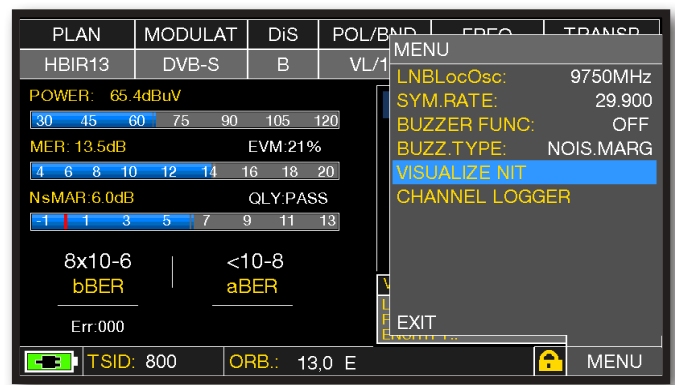 PLAN MODULAT DiS POL/BND FREQ TRANSP
HBIR13 DVB-S B VL/1
MENU
LNBLocOsc: 9750MHz
SYM.RATE: 29.900
BUZZER FUNC: OFF
BUZZ.TYPE: NOIS.MARG
VISUALIZE NIT
CHANNEL LOGGER
EXIT
POWER: 65.4dBuV
30 45 60 75 90 105 120
MER: 13.5dB EVM:21%
4 6 8 10 12 14 16 18 20
NsMAR:6.0dB QLY:PASS
-1 1 3 5 7 9 11 13
8x10-6 <10-8
bBER aBER
Err:000
TSID: 800 ORB.: 13,0 E MENU